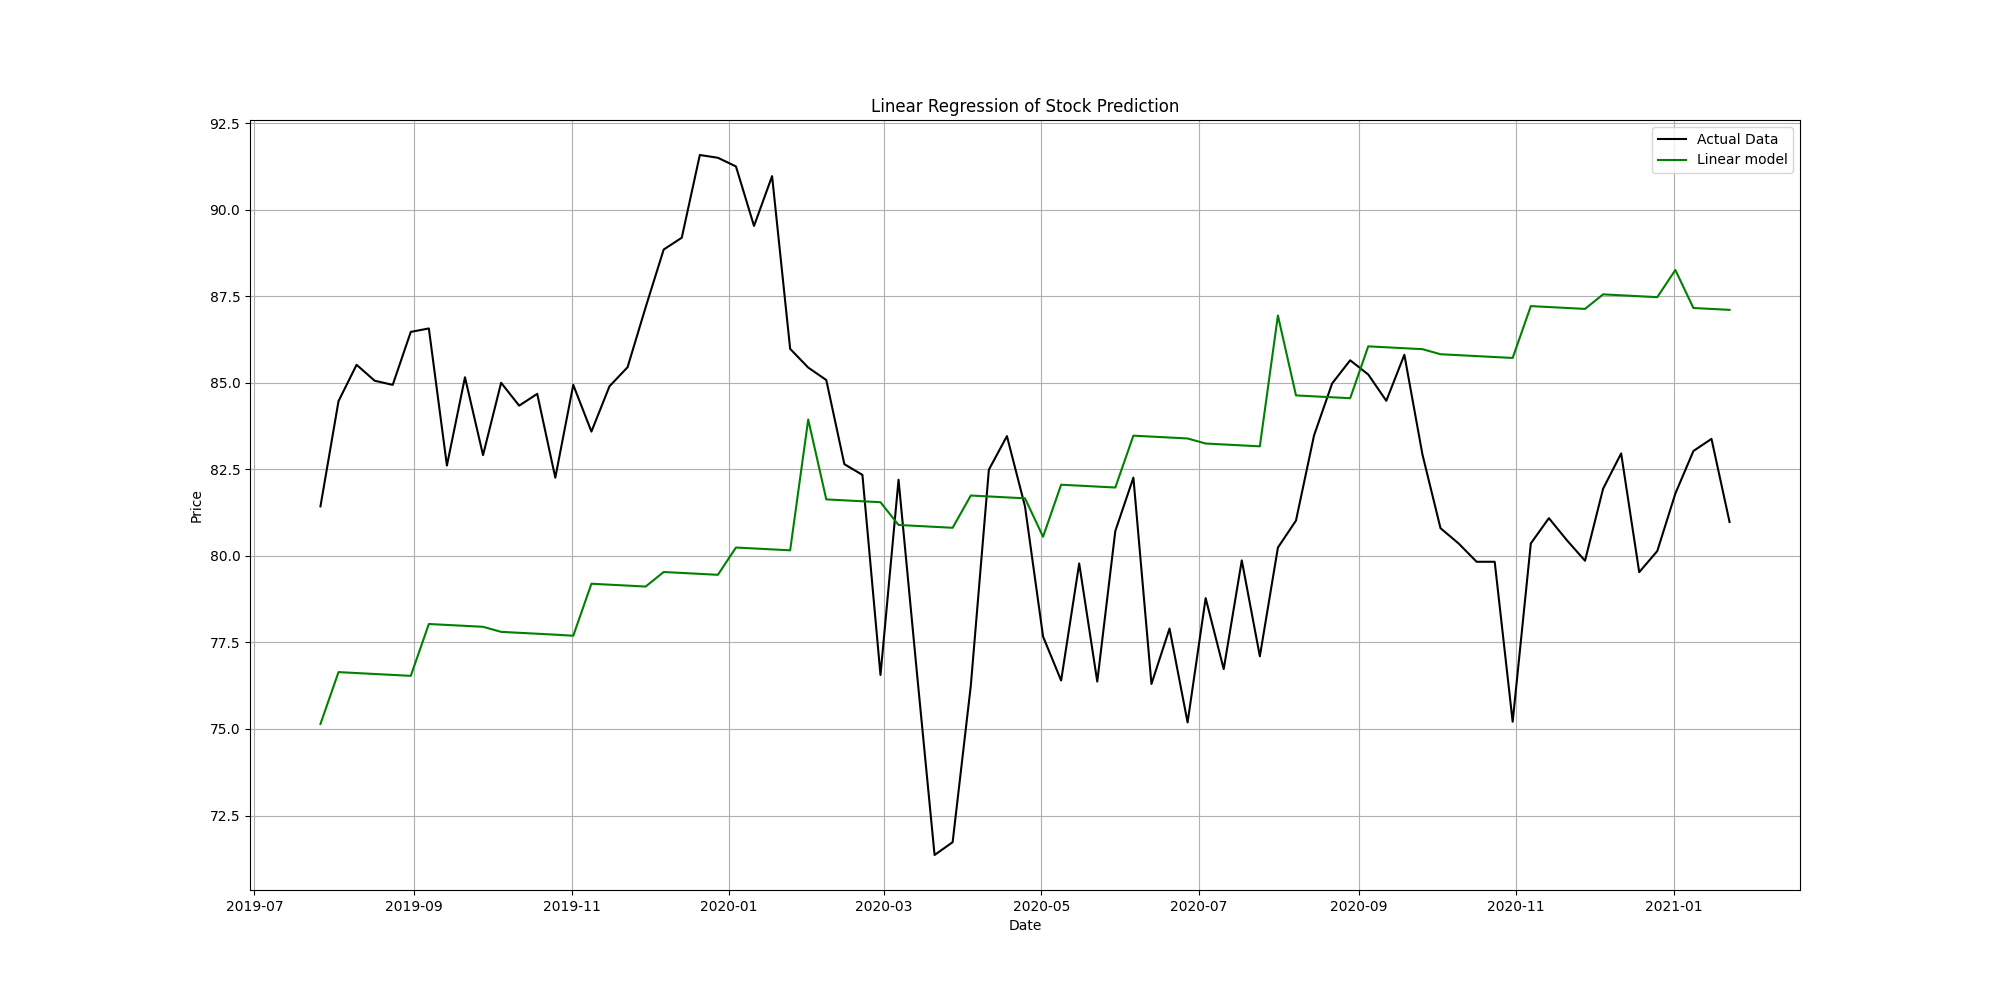 Linear Regression of Stock Prediction
Actual Data
Linear model
Price
92.5
90.0
87.5
85.0
82.5
80.0
77.5
75.0
72.5
2019-07 2019-09 2019-11 2020-01 2020-03 2020-05 2020-07 2020-09 2020-11 2021-01
Date